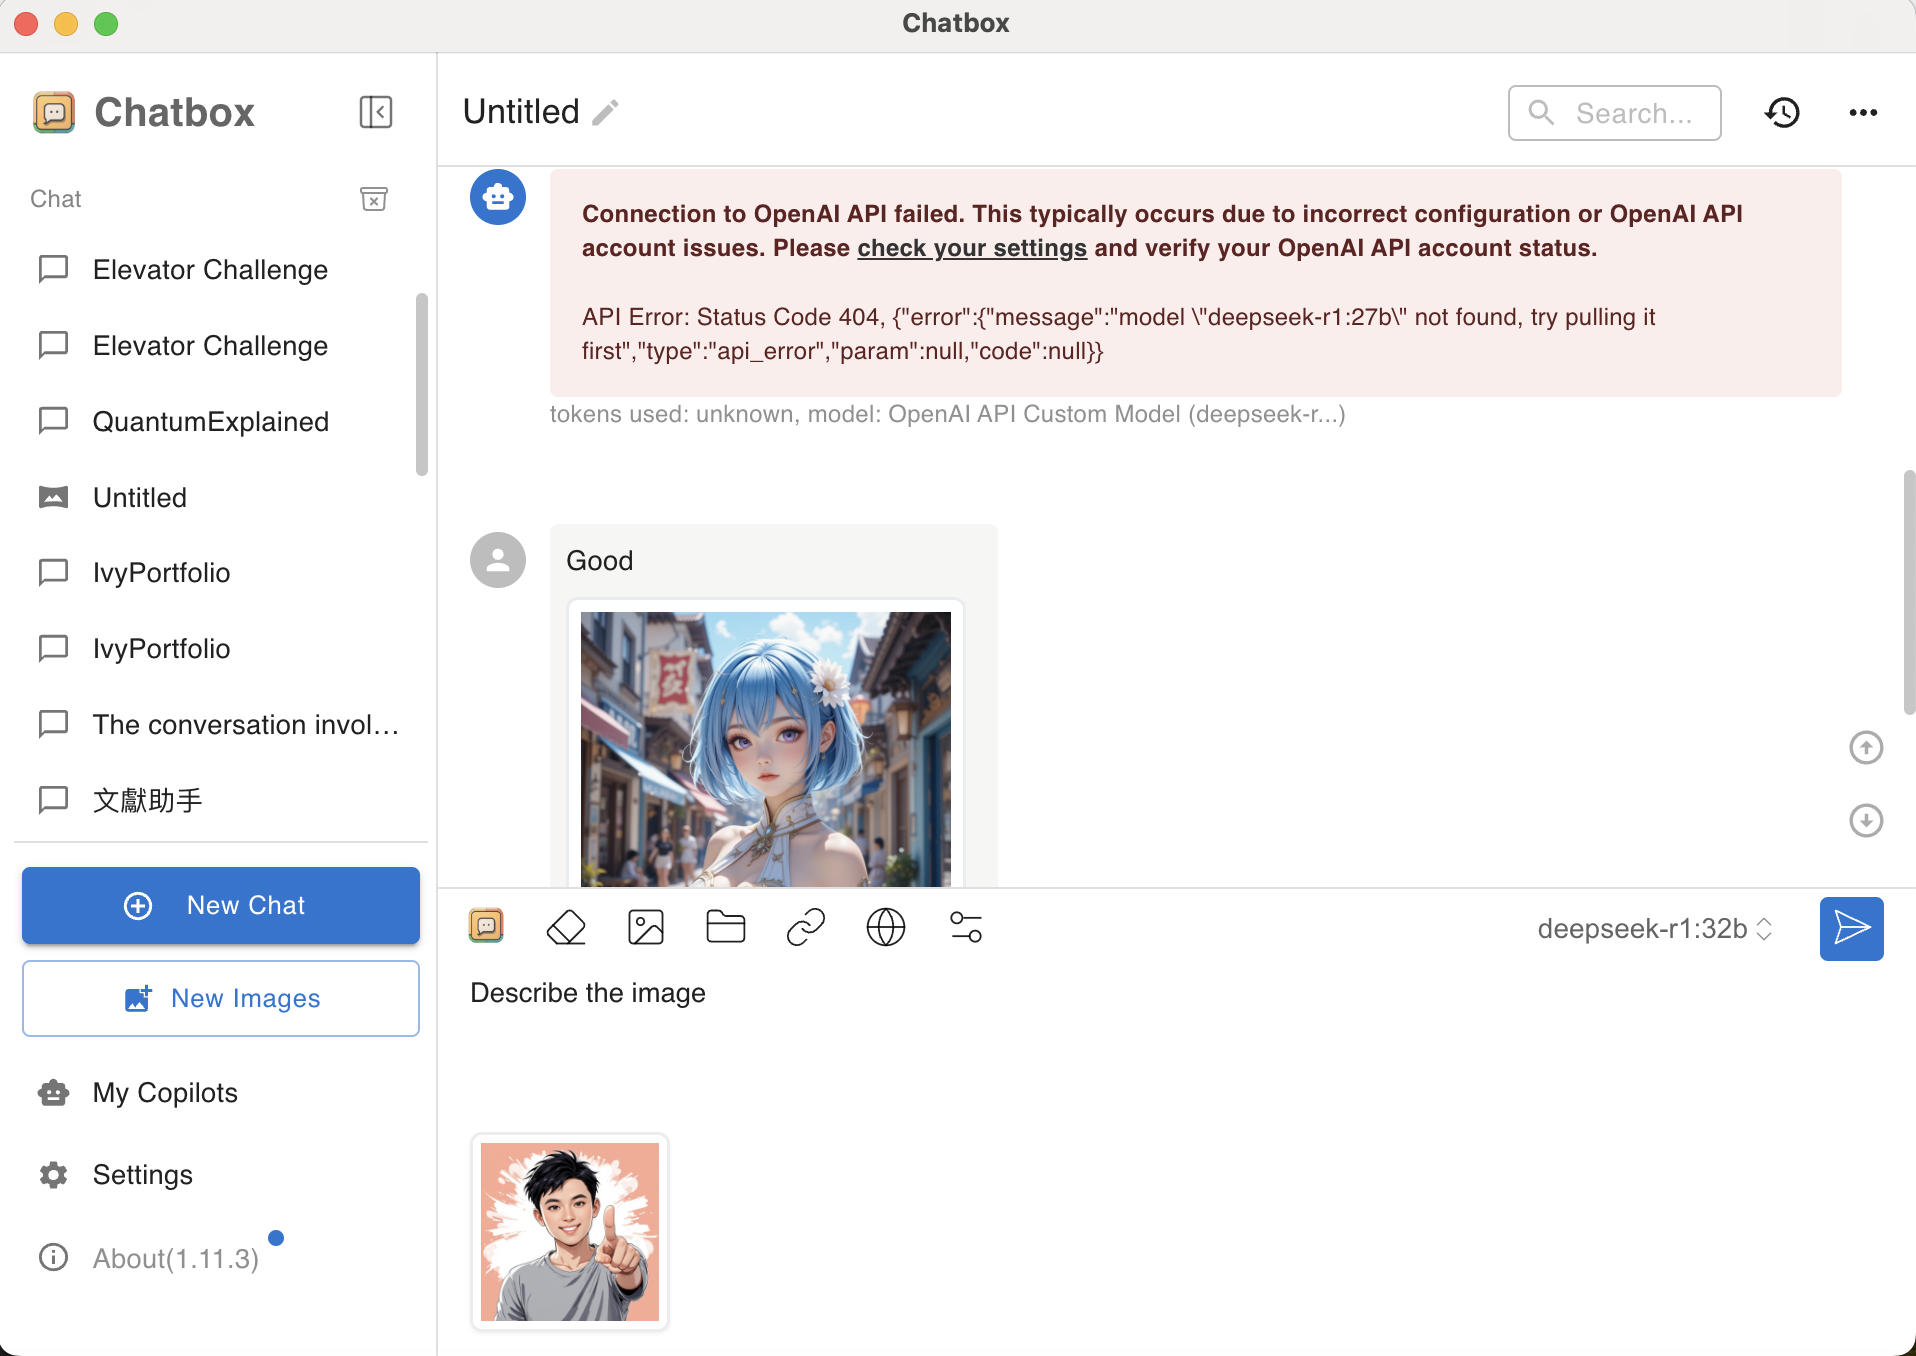 Chatbox
Chatbox
Chat
Elevator Challenge
Elevator Challenge
QuantumExplained
Untitled
IvyPortfolio
IvyPortfolio
The conversation invol...
文獻助手
New Chat
New Images
My Copilots
Settings
About(1.11.3)
Untitled
Search...
Connection to OpenAI API failed. This typically occurs due to incorrect configuration or OpenAI API
account issues. Please check your settings and verify your OpenAI API account status.
API Error: Status Code 404, {"error":{"message":"model \"deepseek-r1:27b\" not found, try pulling it
first","type":"api_error","param":null,"code":null}}
tokens used: unknown, model: OpenAI API Custom Model (deepseek-r...)
Good
deepseek-r1:32b
Describe the image